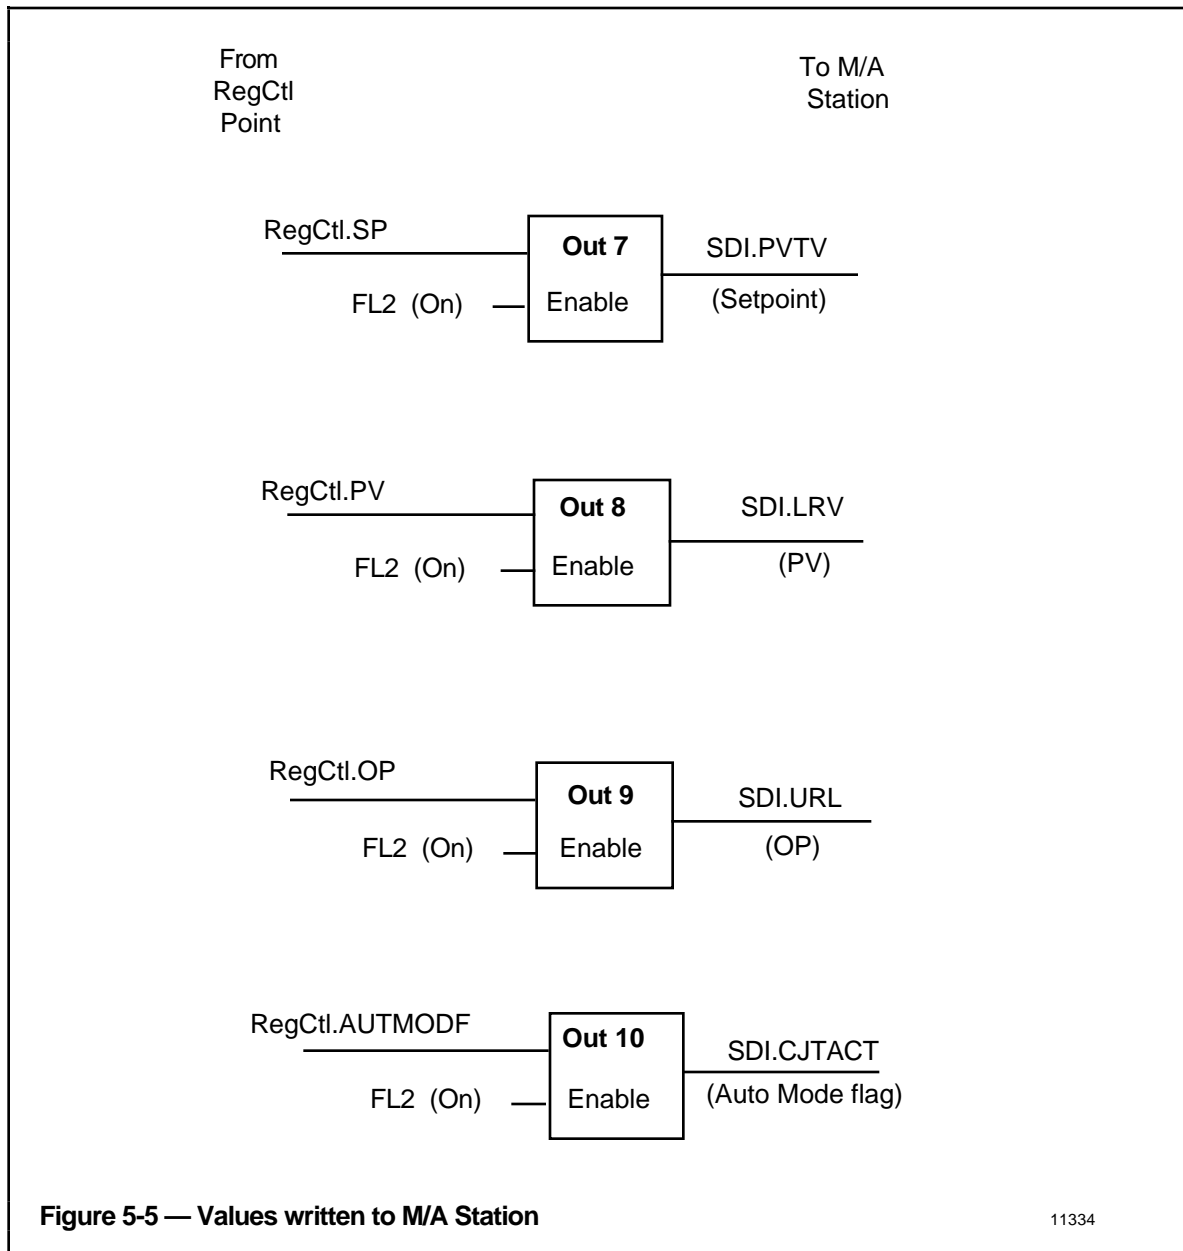 From
RegCtl
Point
To M/A
Station
RegCtl.SP
Out 7
SDI.PVTV
FL2 (On)
Enable
(Setpoint)
RegCtl.PV
Out 8
SDI.LRV
FL2 (On)
Enable
(PV)
RegCtl.OP
Out 9
SDI.URL
FL2 (On)
Enable
(OP)
RegCtl.AUTMODF
Out 10
SDI.CJTACT
FL2 (On)
Enable
(Auto Mode flag)
Figure 5-5 — Values written to M/A Station
11334